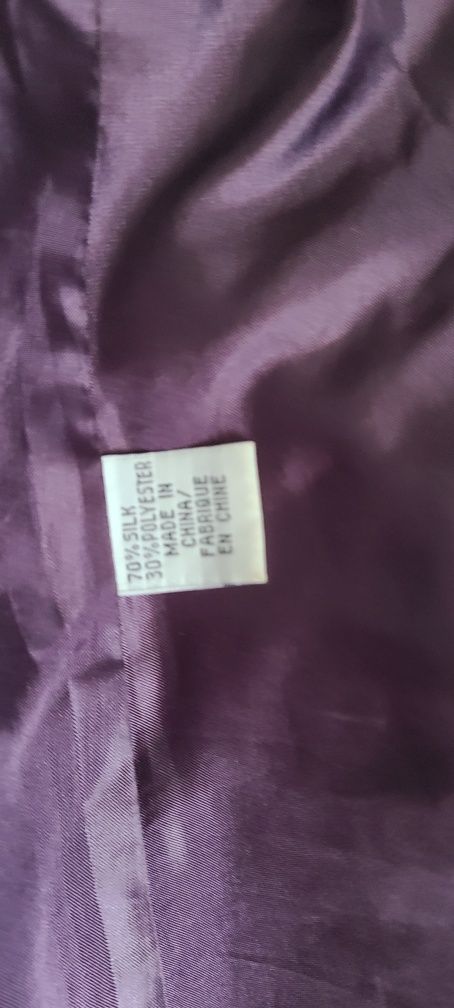 70%SILK
30%POLYESTER
MADE IN
CHINA/
FABRIQUE
EN CHINE